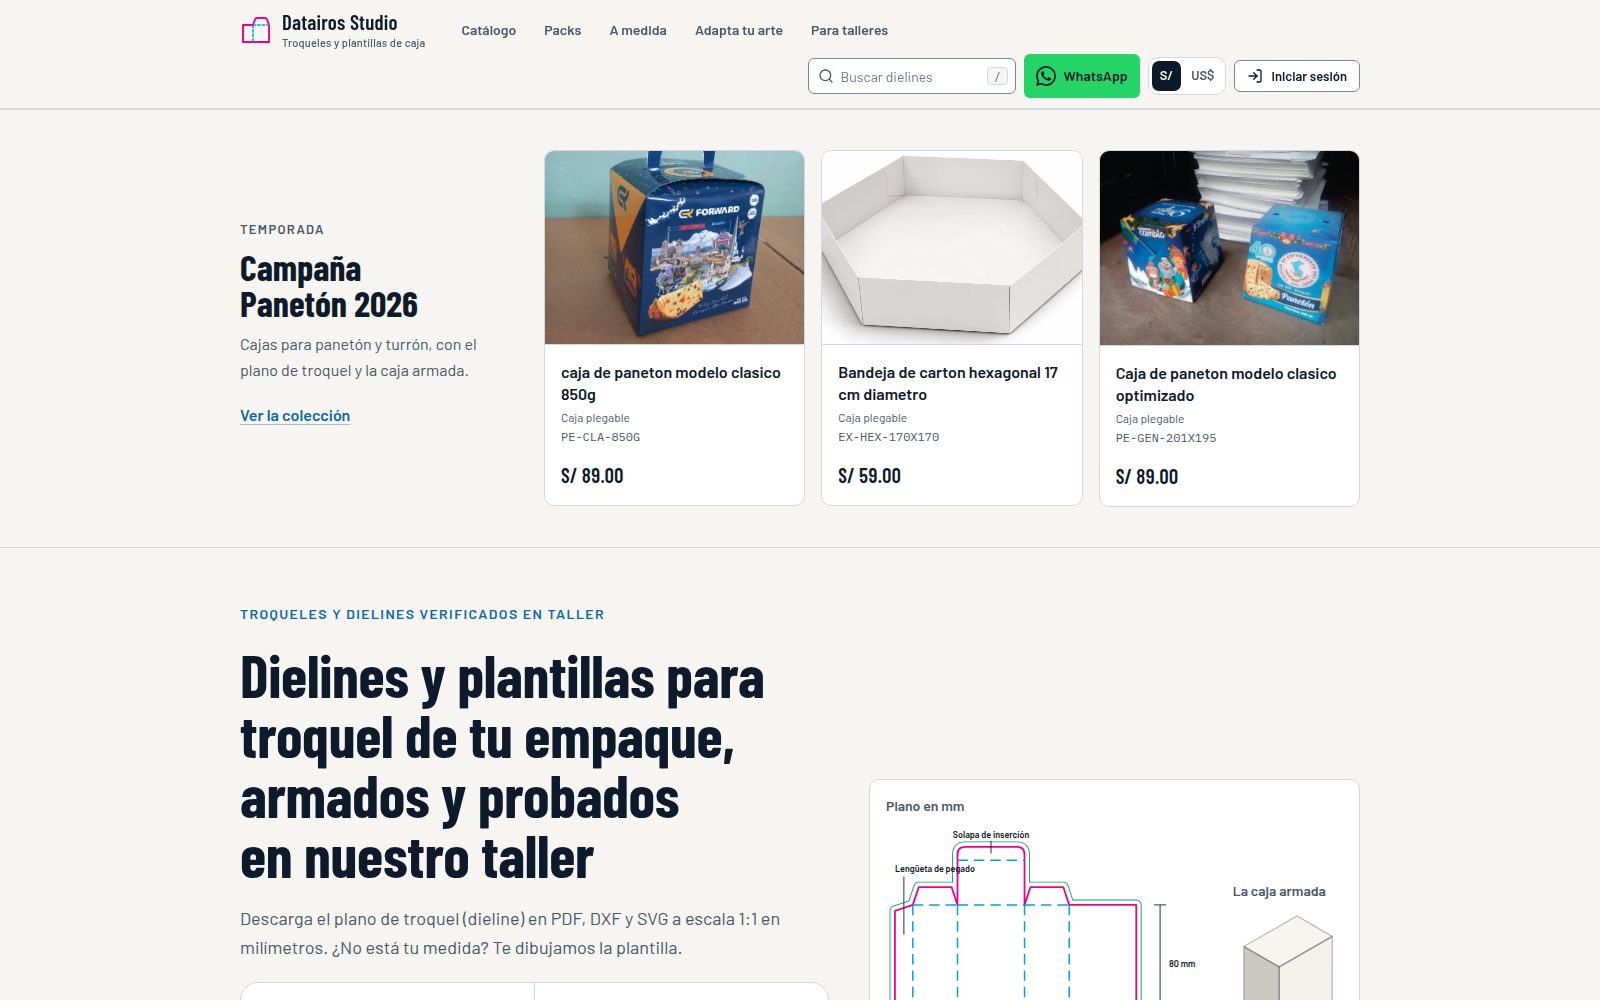 Datairos Studio
Troqueles y plantillas de caja
Catálogo
Packs
A medida
Adapta tu arte
Para talleres
Buscar dielines
/
WhatsApp
S/
US$
Iniciar sesión
TEMPORADA
Campaña
Panetón 2026
Cajas para panetón y turrón, con el
plano de troquel y la caja armada.
Ver la colección
FORWARD
caja de paneton modelo clasico
850g
Caja plegable
PE-CLA-850G
S/ 89.00
Bandeja de carton hexagonal 17
cm diametro
Caja plegable
EX-HEX-170X170
S/ 59.00
Panetón
Caja de paneton modelo clasico
optimizado
Caja plegable
PE-GEN-201X195
S/ 89.00
TROQUELES Y DIELINES VERIFICADOS EN TALLER
Dielines y plantillas para
troquel de tu empaque,
armados y probados
en nuestro taller
Descarga el plano de troquel (dieline) en PDF, DXF y SVG a escala 1:1 en
milímetros. ¿No está tu medida? Te dibujamos la plantilla.
Plano en mm
Solapa de inserción
Lengüeta de pegado
80 mm
La caja armada